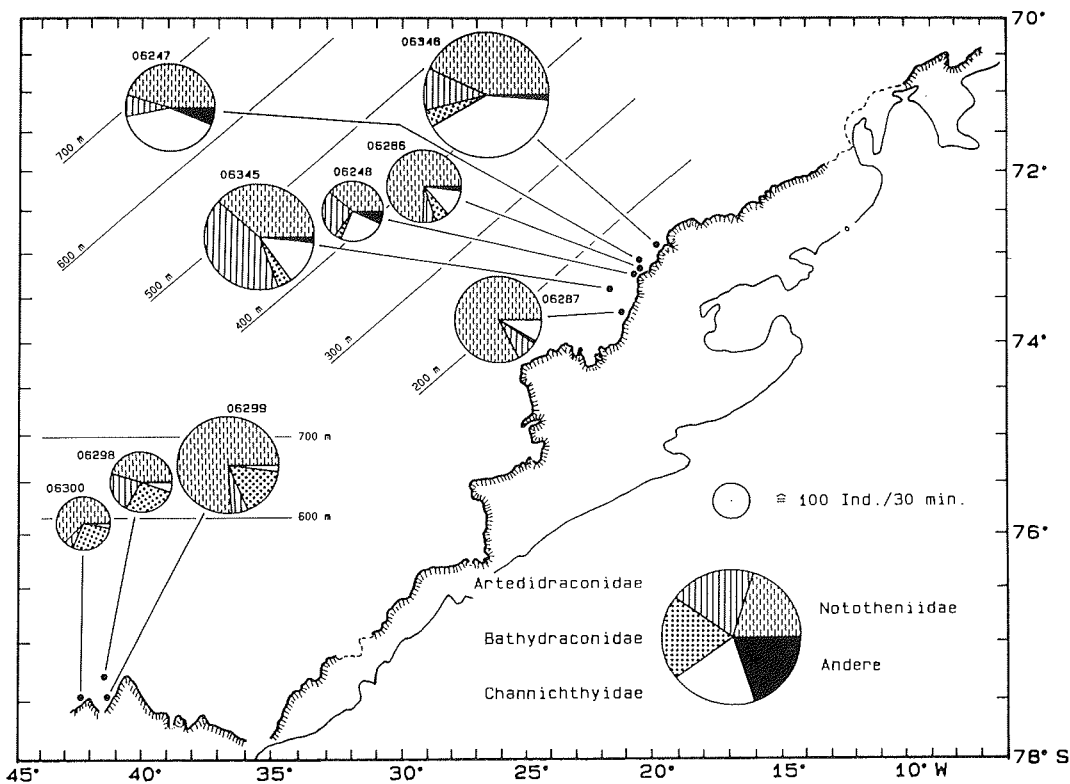 70°
72°
74°
76°
78° S
45°
40°
35°
30°
25°
20°
15°
10° W
06247
06346
06286
06248
06345
06287
700 m
600 m
500 m
400 m
300 m
200 m
06299
06298
06300
700 m
600 m
≙ 100 Ind./30 min.
Artedidraconidae
Nototheniidae
Bathydraconidae
Andere
Channichthyidae